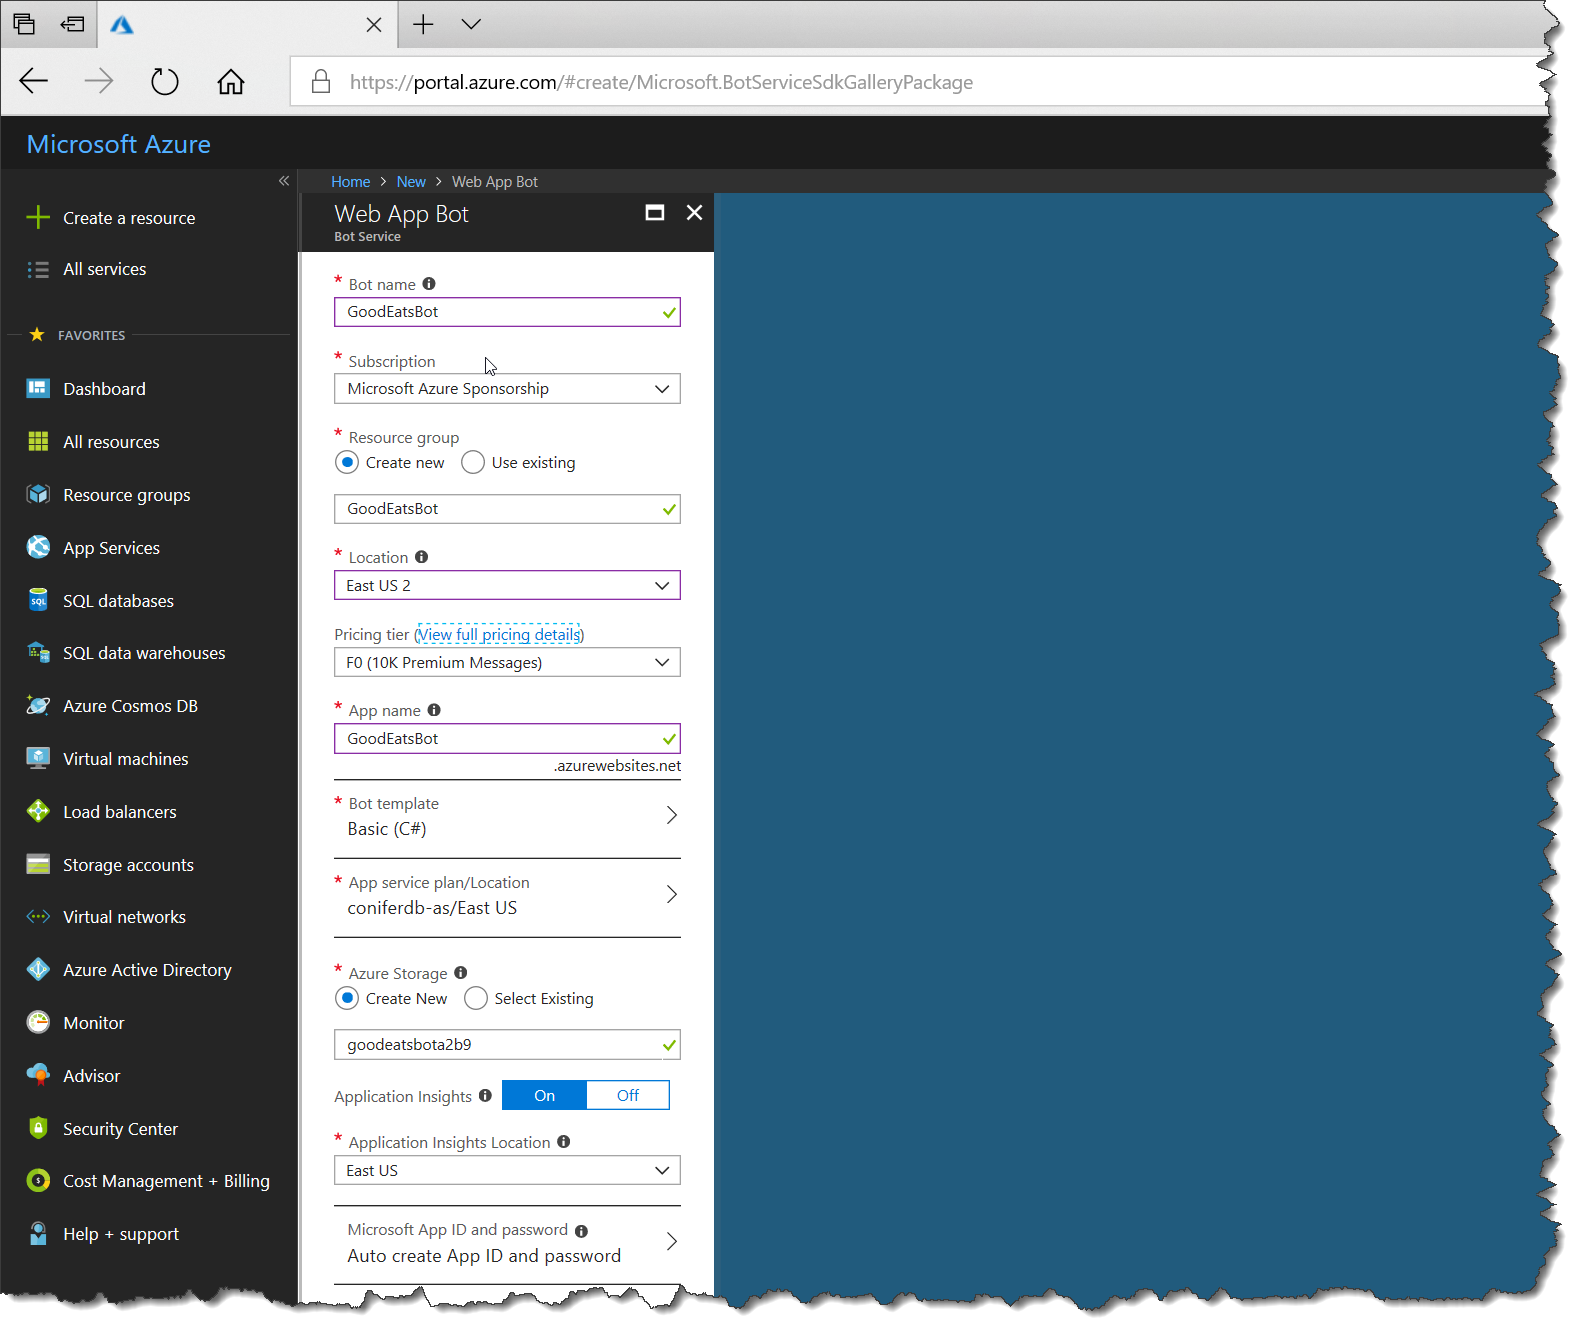 https://portal.azure.com/#create/Microsoft.BotServiceSdkGalleryPackage
Microsoft Azure
Create a resource
All services
FAVORITES
Dashboard
All resources
Resource groups
App Services
SQL databases
SQL data warehouses
Azure Cosmos DB
Virtual machines
Load balancers
Storage accounts
Virtual networks
Azure Active Directory
Monitor
Advisor
Security Center
Cost Management + Billing
Help + support
Home > New > Web App Bot
Web App Bot
Bot Service
* Bot name
GoodEatsBot
* Subscription
Microsoft Azure Sponsorship
* Resource group
Create new Use existing
GoodEatsBot
* Location
East US 2
Pricing tier (View full pricing details)
F0 (10K Premium Messages)
* App name
GoodEatsBot
.azurewebsites.net
* Bot template
Basic (C#)
* App service plan/Location
coniferdb-as/East US
* Azure Storage
Create New Select Existing
goodeatsbota2b9
Application Insights On Off
* Application Insights Location
East US
Microsoft App ID and password
Auto create App ID and password